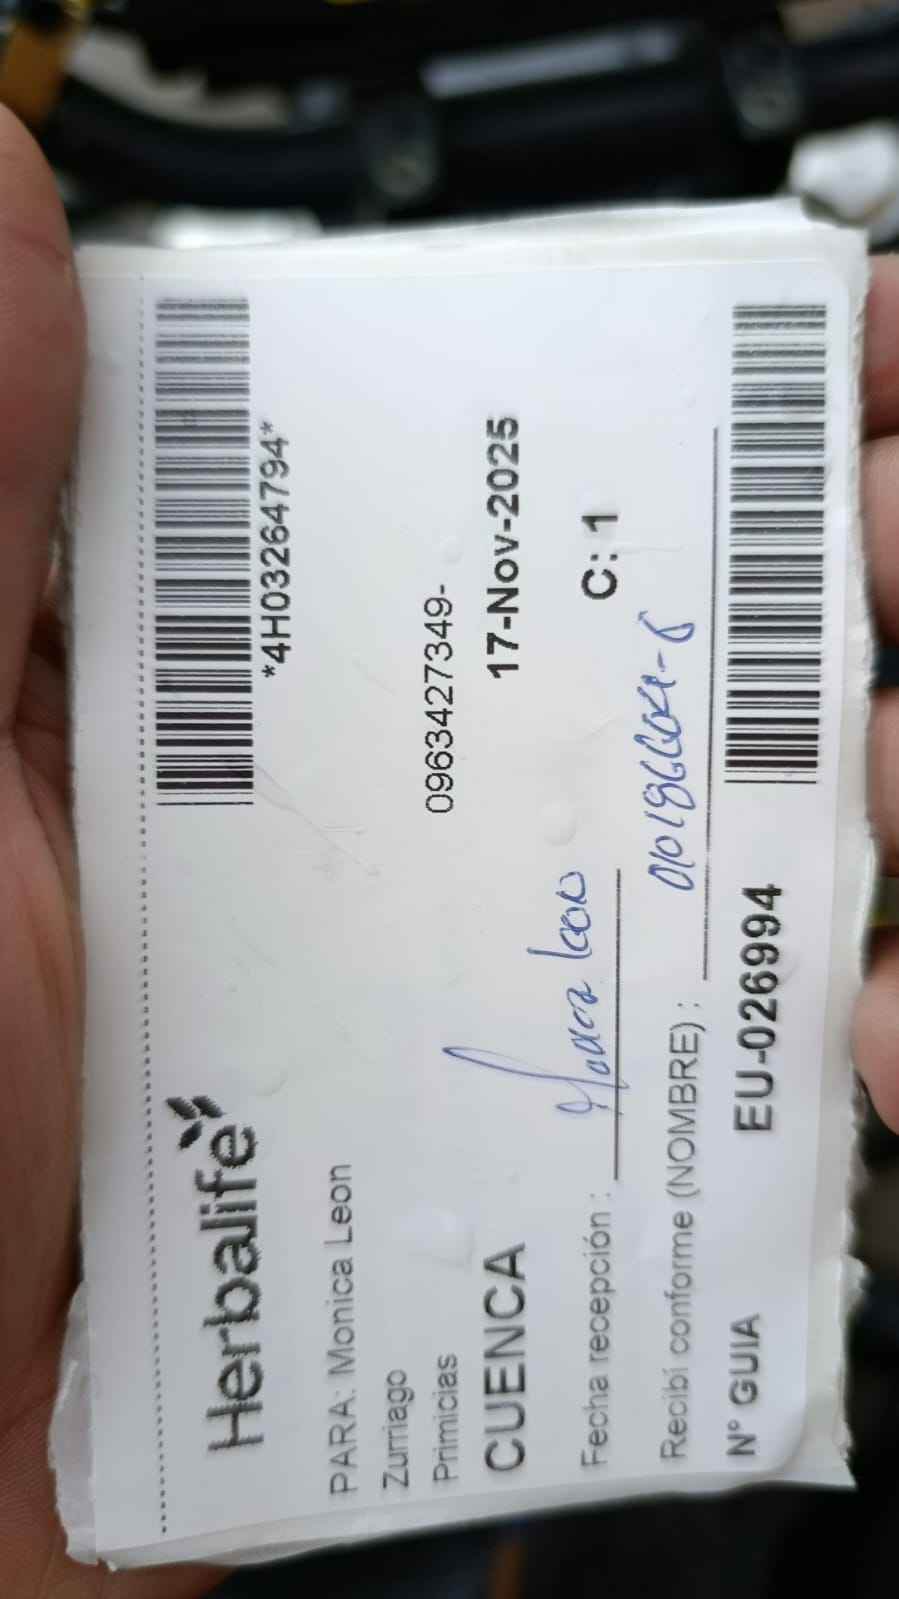 Herbalife
*4H03264794*
PARA: Monica Leon
Zurriago
Primicias 0963427349-
CUENCA 17-Nov-2025
Fecha recepción : C: 1
Recibí conforme (NOMBRE) :
N° GUIA EU-026994